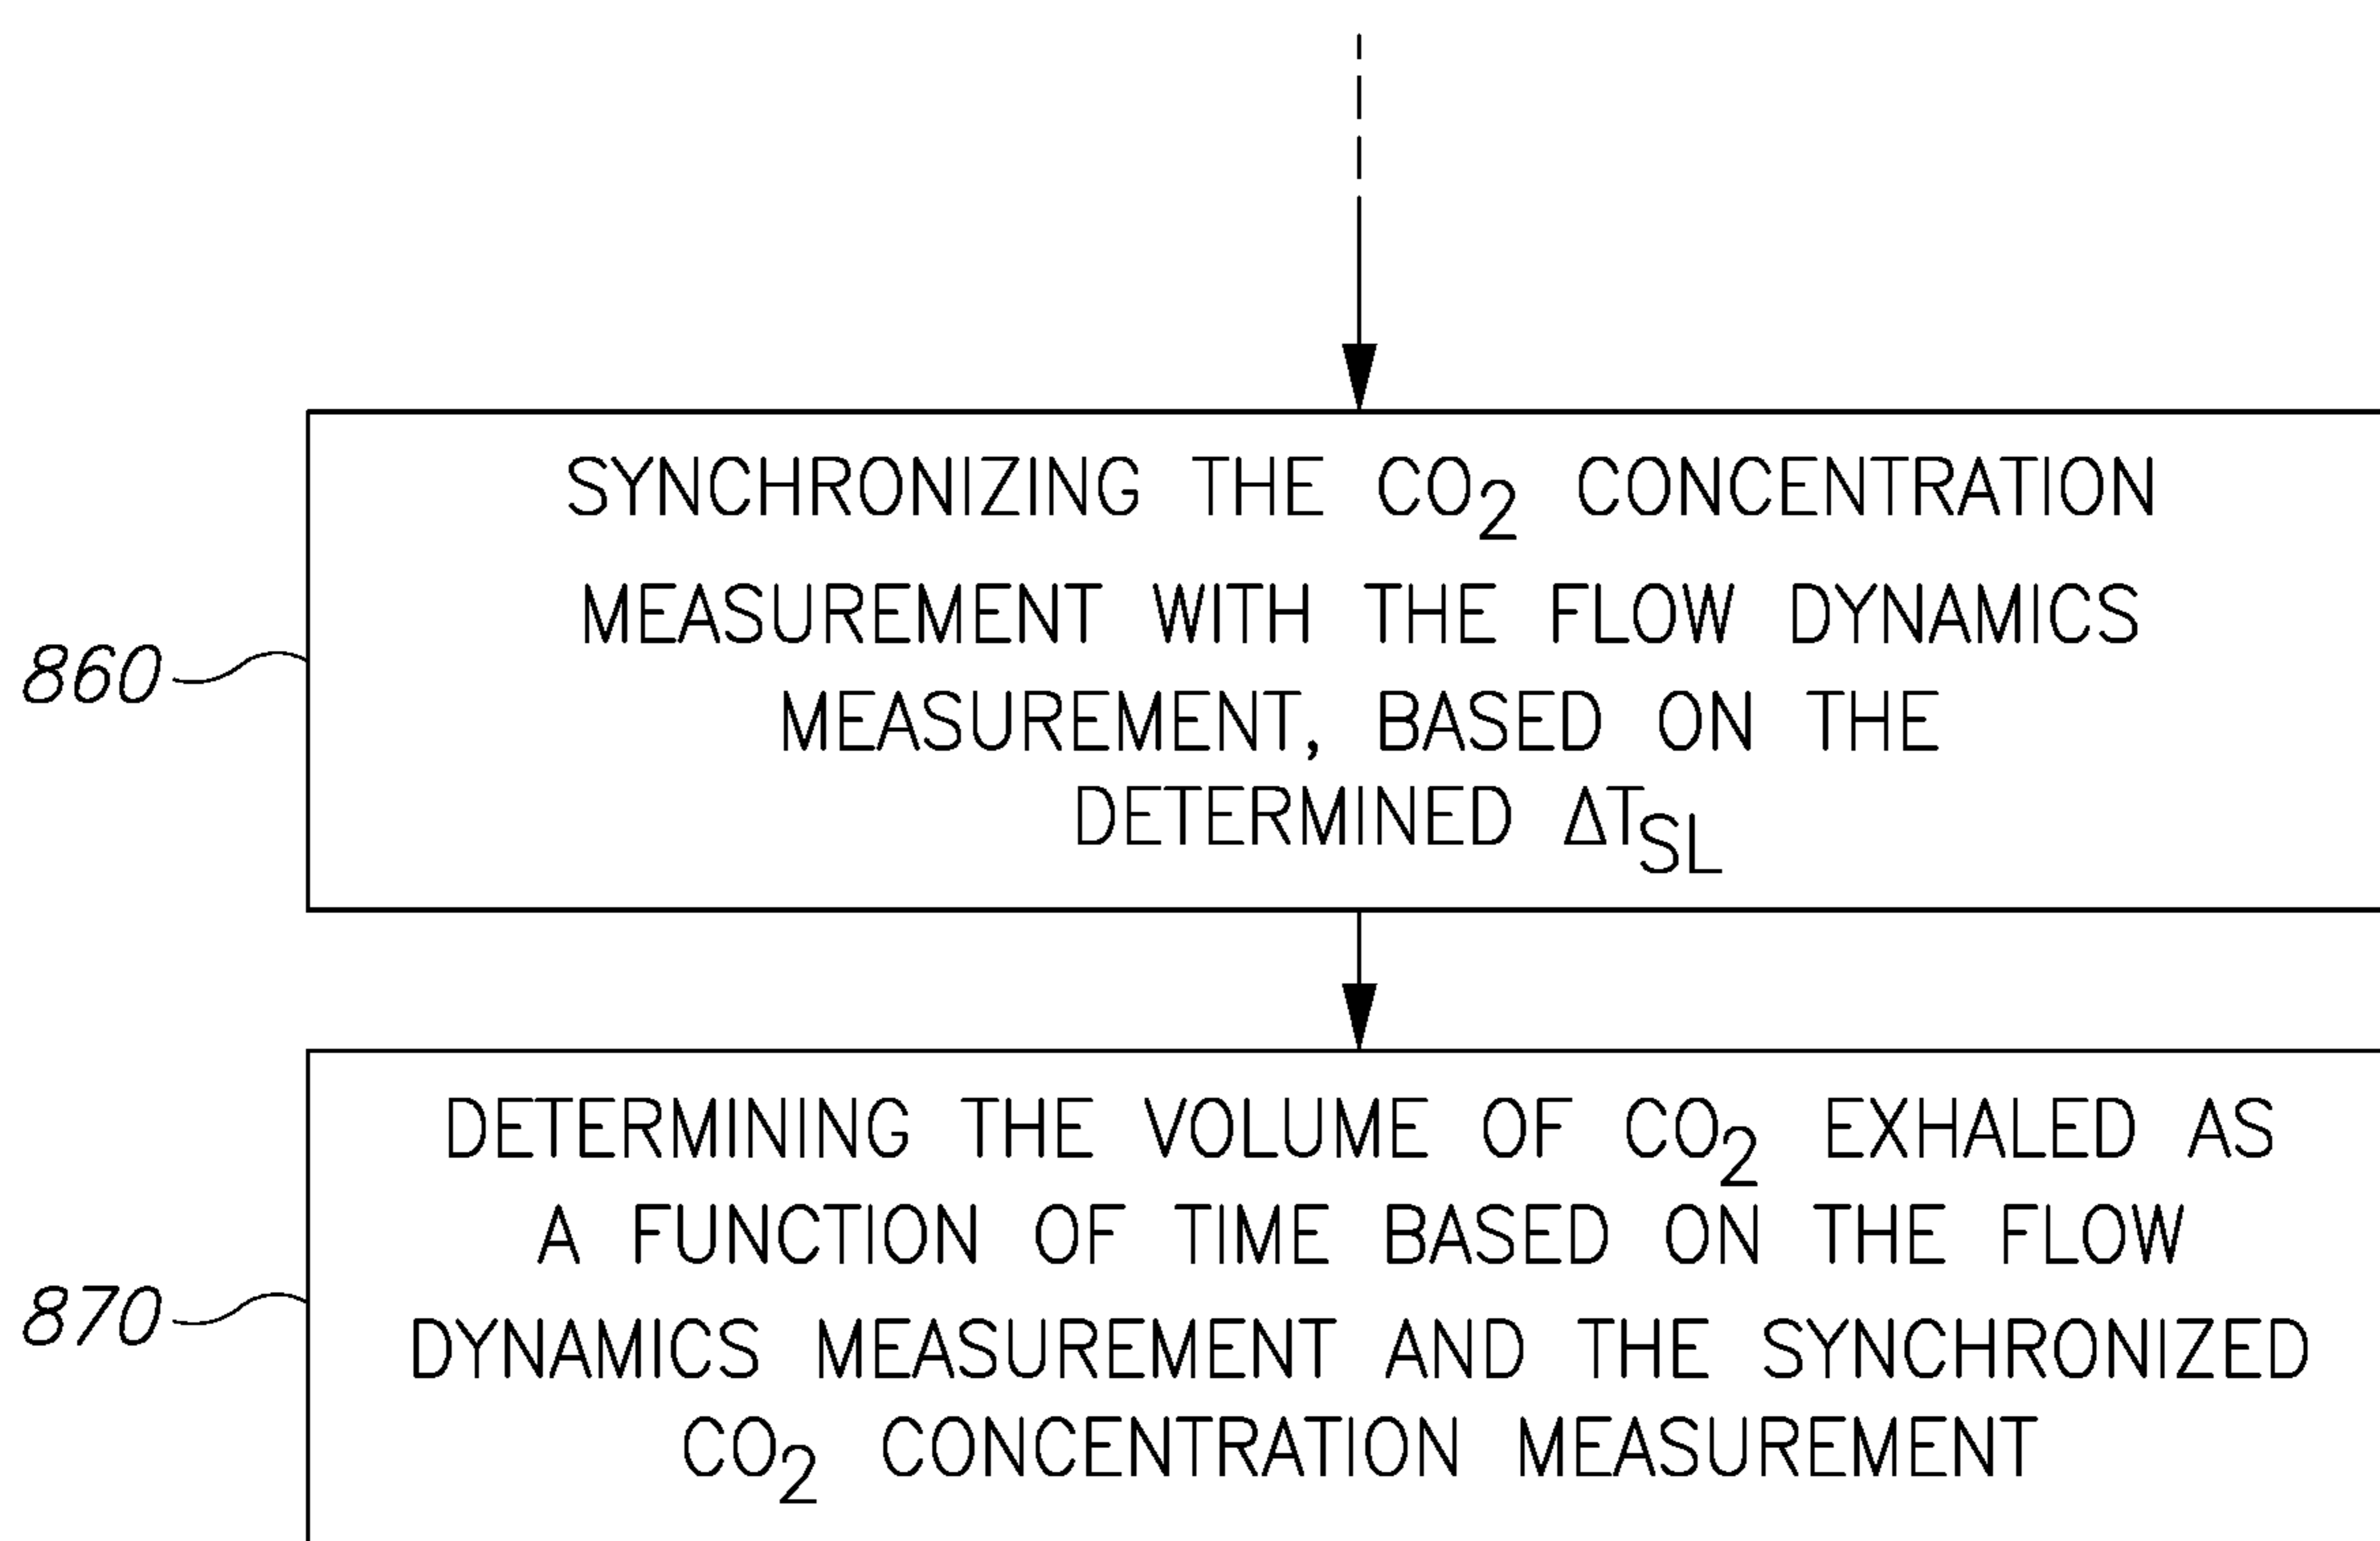 SYNCHRONIZING THE CO₂ CONCENTRATION
MEASUREMENT WITH THE FLOW DYNAMICS
MEASUREMENT, BASED ON THE
DETERMINED ΔT_SL
860
DETERMINING THE VOLUME OF CO₂ EXHALED AS
A FUNCTION OF TIME BASED ON THE FLOW
DYNAMICS MEASUREMENT AND THE SYNCHRONIZED
CO₂ CONCENTRATION MEASUREMENT
870